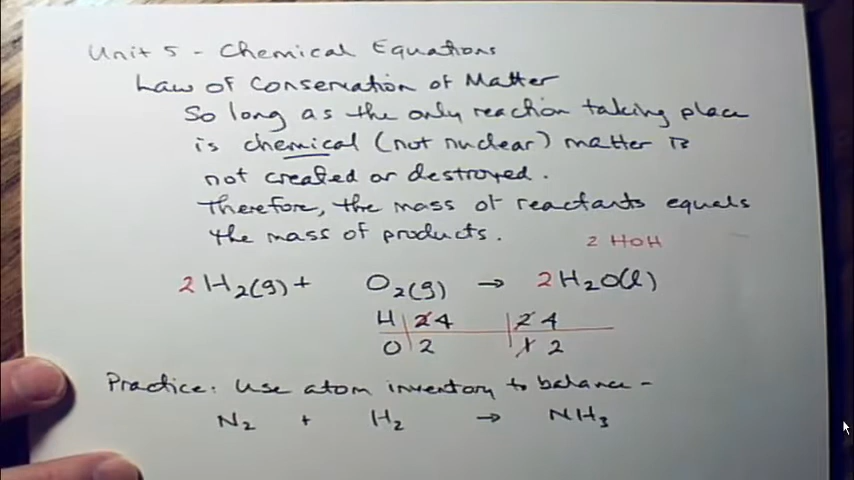 Unit 5 - Chemical Equations
Law of Conservation of Matter
So long as the only reaction taking place
is chemical (not nuclear) matter is
not created or destroyed.
Therefore, the mass of reactants equals
the mass of products.
2 HOH
2 H₂(g) + O₂(g) → 2 H₂O(l)
H | 2 4 | 2 4
O | 2 | 1 2
Practice: Use atom inventory to balance -
N₂ + H₂ → NH₃